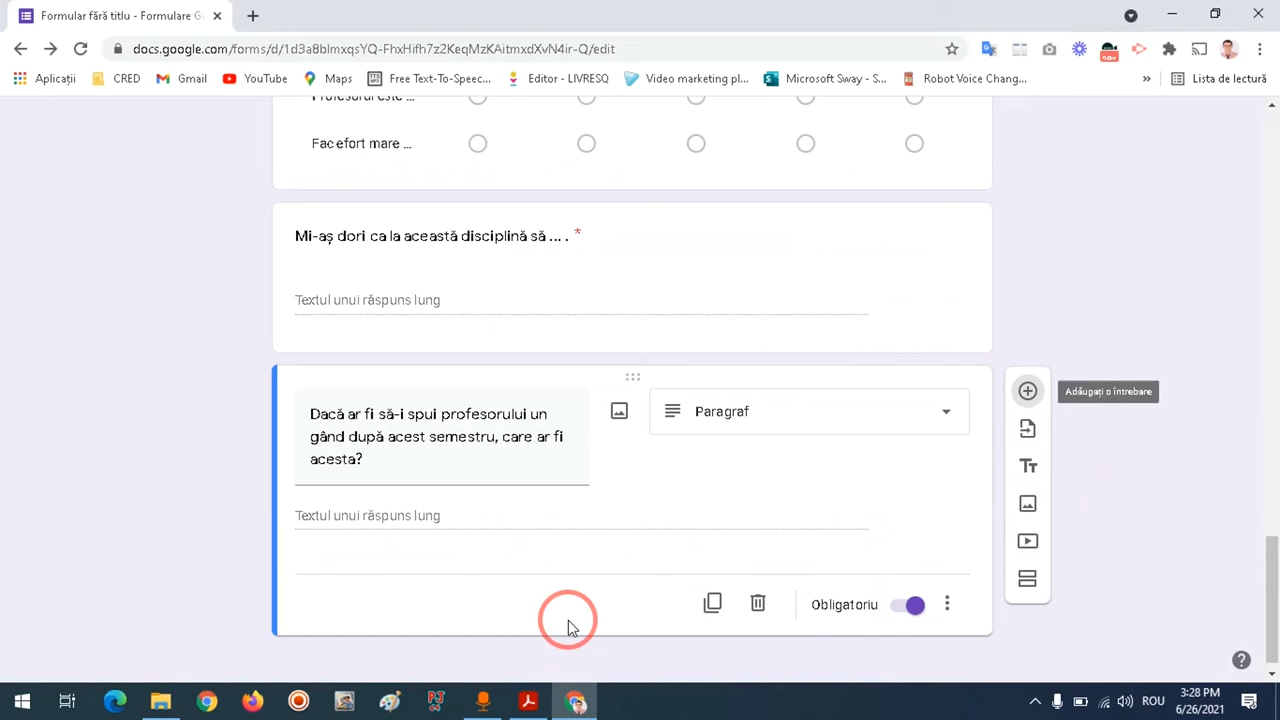 Formular fără titlu - Formulare Go
docs.google.com/forms/d/1d3a8blmxqsYQ-FhxHifh7z2KeqMzKAitmxdXvN4ir-Q/edit
Aplicații CRED Gmail YouTube Maps Free Text-To-Speec... Editor - LIVRESQ Video marketing pl... Microsoft Sway - S... Robot Voice Chang... » Lista de lectură
Profesorul este ...
Fac efort mare ...
Mi-aș dori ca la această disciplină să ... . *
Textul unui răspuns lung
Adăugați o întrebare
Dacă ar fi să-i spui profesorului un
gând după acest semestru, care ar fi
acesta?
Paragraf
Textul unui răspuns lung
Obligatoriu
ROU
3:28 PM
6/26/2021